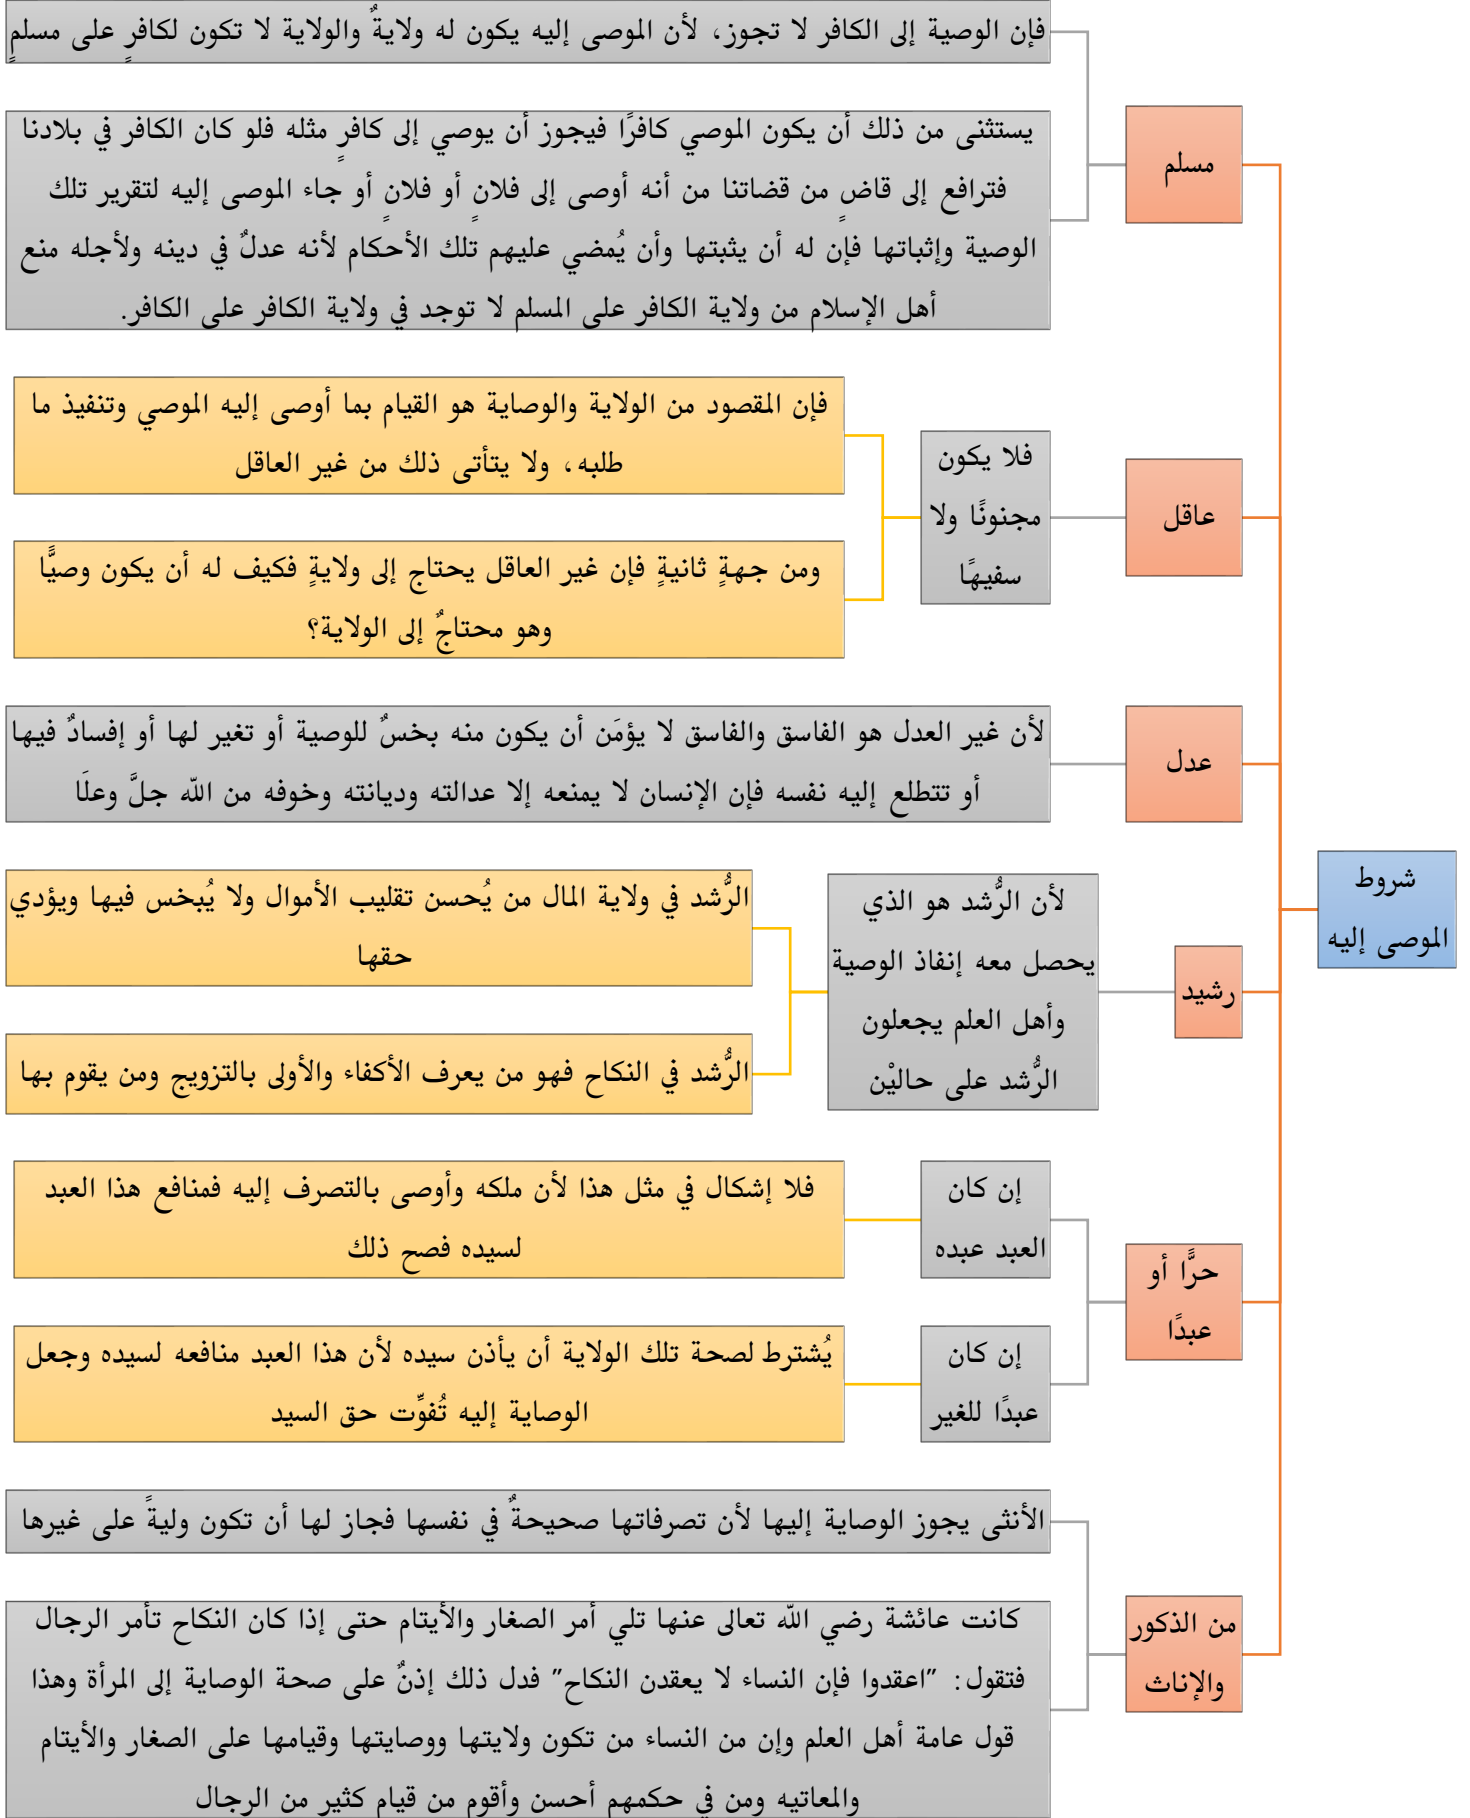 شروط
الموصى إليه
مسلم
فإن الوصية إلى الكافر لا تجوز، لأن الموصى إليه يكون له ولايةٌ والولاية لا تكون لكافرٍ على مسلمٍ
يستثنى من ذلك أن يكون الموصي كافرًا فيجوز أن يوصي إلى كافرٍ مثله فلو كان الكافر في بلادنا
فترافع إلى قاضٍ من قضاتنا من أنه أوصى إلى فلانٍ أو فلانٍ أو جاء الموصى إليه لتقرير تلك
الوصية وإثباتها فإن له أن يثبتها وأن يُمضي عليهم تلك الأحكام لأنه عدلٌ في دينه ولأجله منع
أهل الإسلام من ولاية الكافر على المسلم لا توجد في ولاية الكافر على الكافر.
عاقل
فلا يكون
مجنونًا ولا
سفيهًا
فإن المقصود من الولاية والوصاية هو القيام بما أوصى إليه الموصي وتنفيذ ما
طلبه، ولا يتأتى ذلك من غير العاقل
ومن جهةٍ ثانيةٍ فإن غير العاقل يحتاج إلى ولايةٍ فكيف له أن يكون وصيًّا
وهو محتاجٌ إلى الولاية؟
عدل
لأن غير العدل هو الفاسق والفاسق لا يؤمَن أن يكون منه بخسٌ للوصية أو تغير لها أو إفسادٌ فيها
أو تتطلع إليه نفسه فإن الإنسان لا يمنعه إلا عدالته وديانته وخوفه من الله جلَّ وعلَا
رشيد
لأن الرُّشد هو الذي
يحصل معه إنفاذ الوصية
وأهل العلم يجعلون
الرُّشد على حاليْن
الرُّشد في ولاية المال من يُحسن تقليب الأموال ولا يُبخس فيها ويؤدي
حقها
الرُّشد في النكاح فهو من يعرف الأكفاء والأولى بالتزويج ومن يقوم بها
حرًّا أو
عبدًا
إن كان
العبد عبده
فلا إشكال في مثل هذا لأن ملكه وأوصى بالتصرف إليه فمنافع هذا العبد
لسيده فصح ذلك
إن كان
عبدًا للغير
يُشترط لصحة تلك الولاية أن يأذن سيده لأن هذا العبد منافعه لسيده وجعل
الوصاية إليه تُفوِّت حق السيد
من الذكور
والإناث
الأنثى يجوز الوصاية إليها لأن تصرفاتها صحيحةٌ في نفسها فجاز لها أن تكون وليةً على غيرها
كانت عائشة رضي الله تعالى عنها تلي أمر الصغار والأيتام حتى إذا كان النكاح تأمر الرجال
فتقول: "اعقدوا فإن النساء لا يعقدن النكاح" فدل ذلك إذنٌ على صحة الوصاية إلى المرأة وهذا
قول عامة أهل العلم وإن من النساء من تكون ولايتها ووصايتها وقيامها على الصغار والأيتام
والمعاتيه ومن في حكمهم أحسن وأقوم من قيام كثير من الرجال